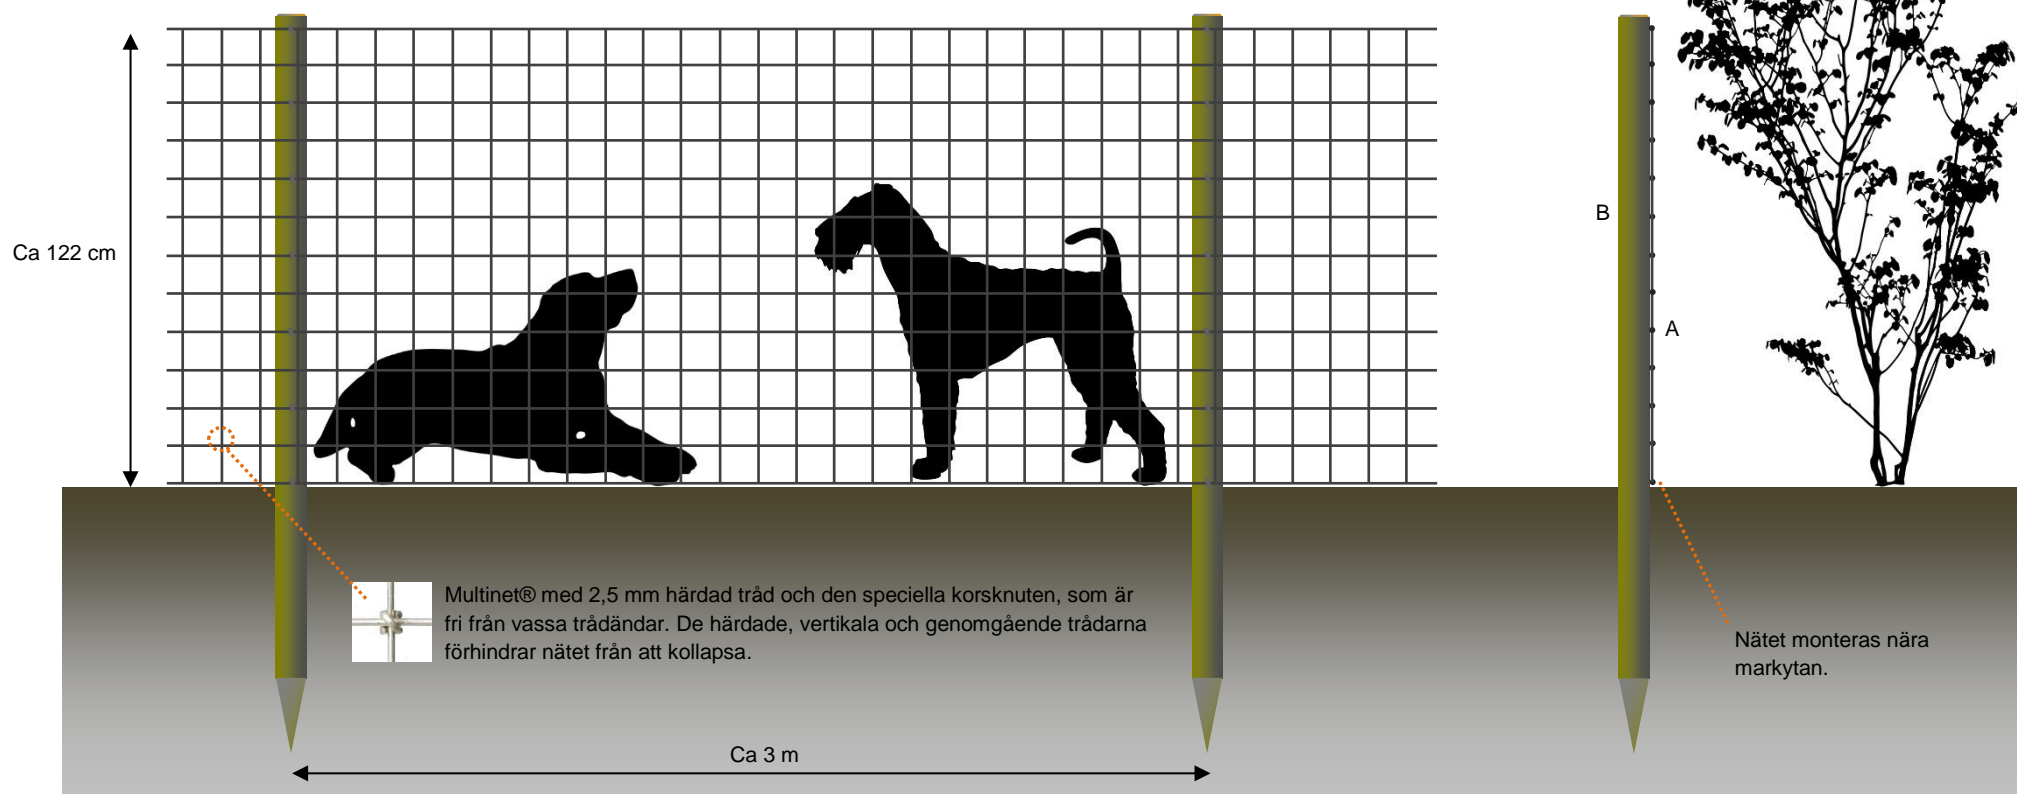 Ca 122 cm
B
A
Multinet® med 2,5 mm härdad tråd och den speciella korsknuten, som är
fri från vassa trådändar. De härdade, vertikala och genomgående trådarna
förhindrar nätet från att kollapsa.
Nätet monteras nära
markytan.
Ca 3 m